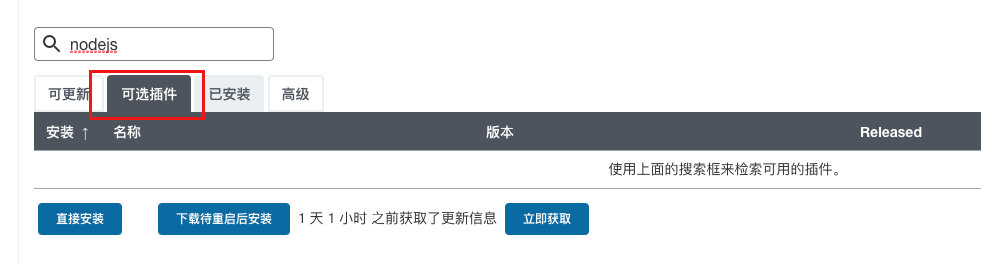 nodejs
可更新 可选插件 已安装 高级
安装 ↑ 名称 版本 Released
使用上面的搜索框来检索可用的插件。
直接安装 下载待重启后安装 1 天 1 小时 之前获取了更新信息 立即获取